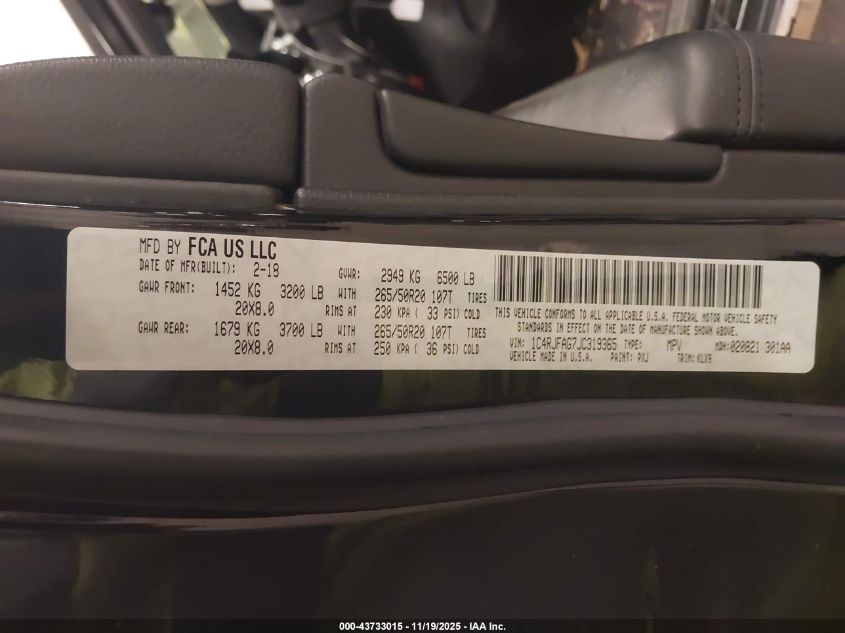 MFD BY FCA US LLC
DATE OF MFR(BUILT): 2-18 GVWR: 2949 KG 6500 LB
GAWR FRONT: 1452 KG 3200 LB WITH 265/50R20 107T TIRES
20X8.0 RIMS AT 230 KPA ( 33 PSI) COLD
GAWR REAR: 1679 KG 3700 LB WITH 265/50R20 107T TIRES
20X8.0 RIMS AT 250 KPA ( 36 PSI) COLD
THIS VEHICLE CONFORMS TO ALL APPLICABLE U.S.A. FEDERAL MOTOR VEHICLE SAFETY
STANDARDS IN EFFECT ON THE DATE OF MANUFACTURE SHOWN ABOVE.
VIN: 1C4RJFAG7JC319365 TYPE: MPV MDH: 020821 301AA
VEHICLE MADE IN U.S.A. PAINT: PXJ TRIM: KLX9
000-43733015 - 11/19/2025 - IAA Inc.